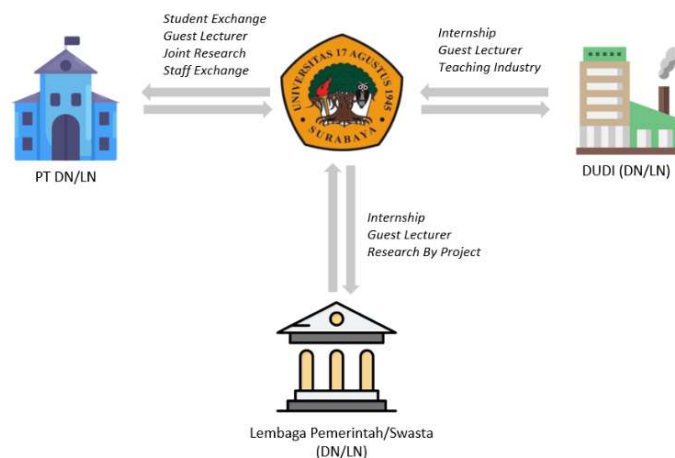 Student Exchange
Guest Lecturer
Joint Research
Staff Exchange
UNIVERSITAS 17 AGUSTUS 1945
SURABAYA
Internship
Guest Lecturer
Teaching Industry
PT DN/LN
DUDI (DN/LN)
Internship
Guest Lecturer
Research By Project
Lembaga Pemerintah/Swasta
(DN/LN)